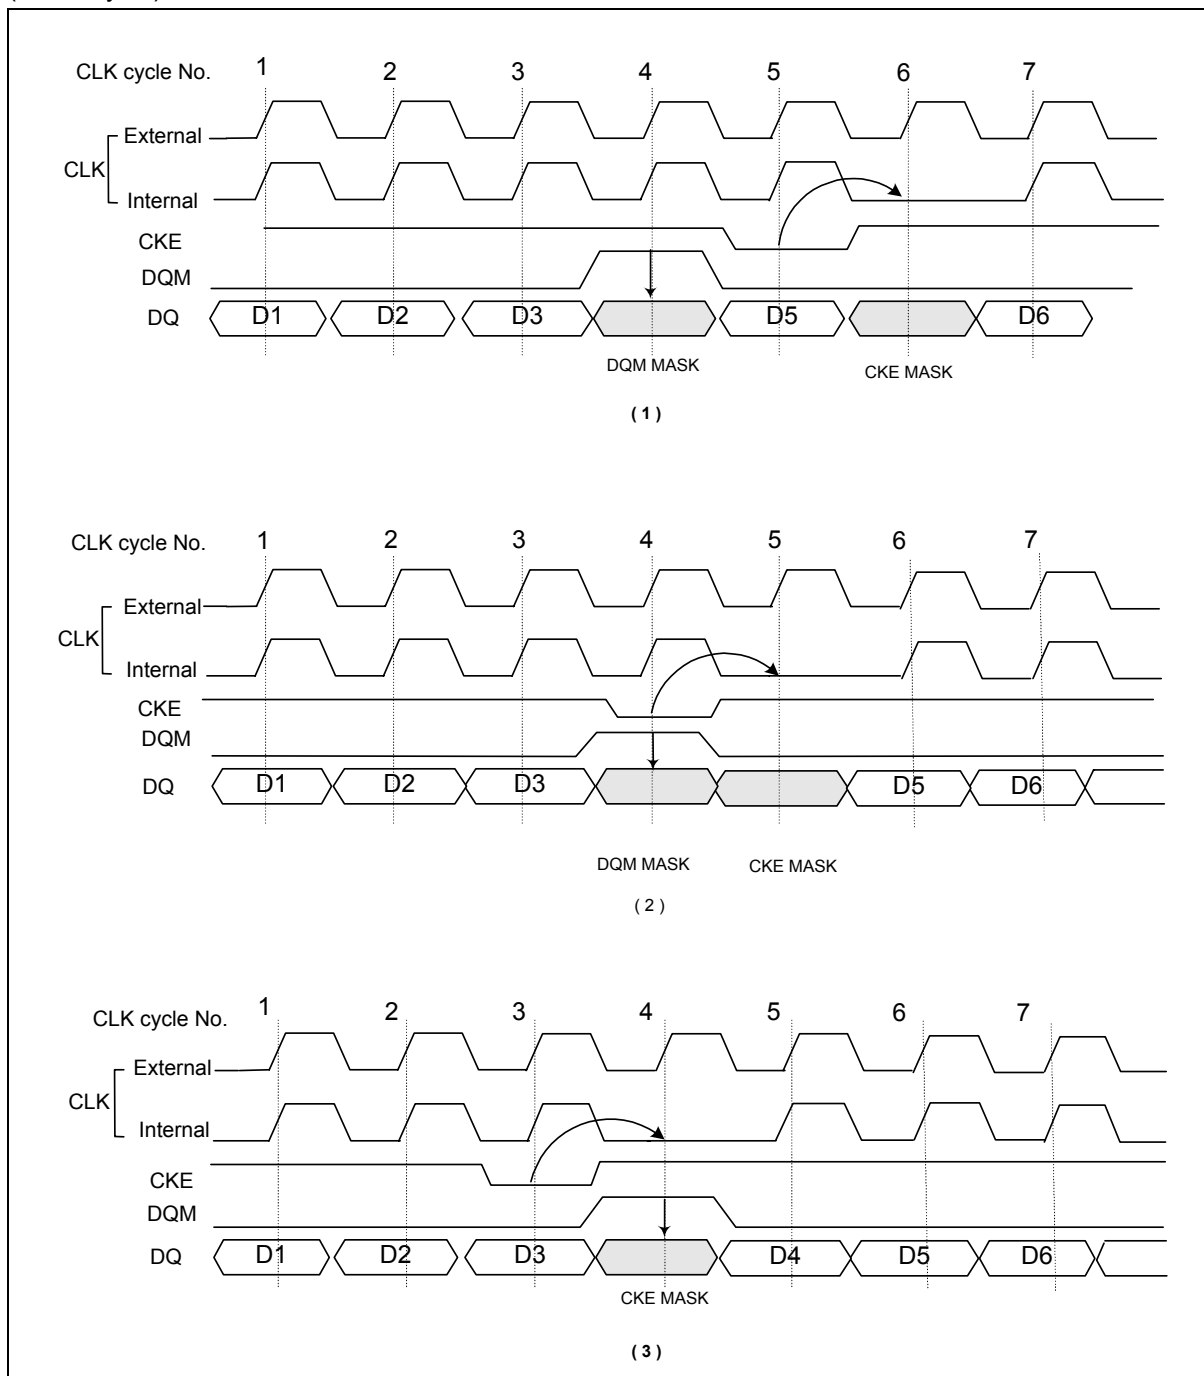 CLK cycle No. 1 2 3 4 5 6 7
External
CLK
Internal
CKE
DQM
DQ D1 D2 D3 D5 D6
DQM MASK CKE MASK
( 1 )
CLK cycle No. 1 2 3 4 5 6 7
External
CLK
Internal
CKE
DQM
DQ D1 D2 D3 D5 D6
DQM MASK CKE MASK
( 2 )
CLK cycle No. 1 2 3 4 5 6 7
External
CLK
Internal
CKE
DQM
DQ D1 D2 D3 D4 D5 D6
CKE MASK
( 3 )